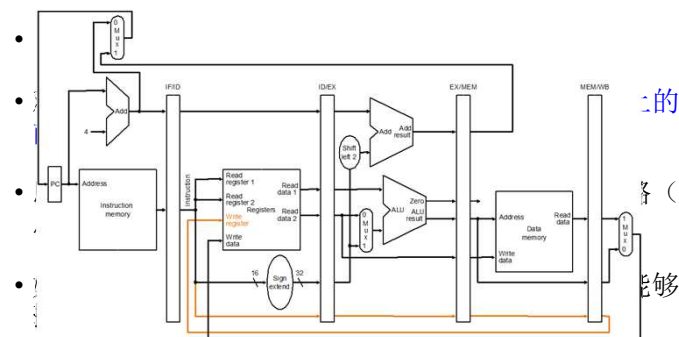 0
M
u
x
1
IF/ID
ID/EX
EX/MEM
MEM/WB
上的
Add
4
Add Add
result
Shift
left 2
PC
Address
Instruction
memory
Instruction
Read
register 1
Read
register 2
Write
register
Write
data
Registers
Read
data 1
Read
data 2
0
M
u
x
1
Zero
ALU ALU
result
Address
Data
memory
Read
data
Write
data
1
M
u
x
0
路（
16
Sign
extend
32
能够